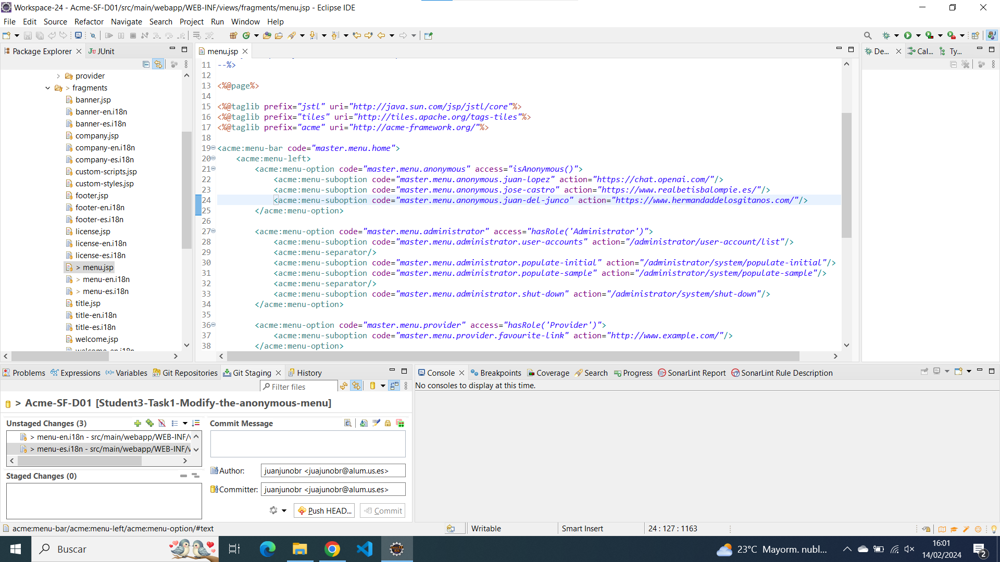 Workspace-24 - Acme-SF-D01/src/main/webapp/WEB-INF/views/fragments/menu.jsp - Eclipse IDE
File Edit Source Refactor Navigate Search Project Run Window Help
Package Explorer
JUnit
provider
> fragments
banner.jsp
banner-en.i18n
banner-es.i18n
company.jsp
company-en.i18n
company-es.i18n
custom-scripts.jsp
custom-styles.jsp
footer.jsp
footer-en.i18n
footer-es.i18n
license.jsp
license-en.i18n
license-es.i18n
> menu.jsp
> menu-en.i18n
> menu-es.i18n
title.jsp
title-en.i18n
title-es.i18n
welcome.jsp
menu.jsp
11 --%>
12
13 <%@page%>
14
15 <%@taglib prefix="jstl" uri="http://java.sun.com/jsp/jstl/core"%>
16 <%@taglib prefix="tiles" uri="http://tiles.apache.org/tags-tiles"%>
17 <%@taglib prefix="acme" uri="http://acme-framework.org/"%>
18
19 <acme:menu-bar code="master.menu.home">
20 <acme:menu-left>
21 <acme:menu-option code="master.menu.anonymous" access="isAnonymous()">
22 <acme:menu-suboption code="master.menu.anonymous.juan-lopez" action="https://chat.openai.com/"/>
23 <acme:menu-suboption code="master.menu.anonymous.jose-castro" action="https://www.realbetisbalompie.es/"/>
24 <acme:menu-suboption code="master.menu.anonymous.juan-del-junco" action="https://www.hermandaddelosgitanos.com/"/>
25 </acme:menu-option>
26
27 <acme:menu-option code="master.menu.administrator" access="hasRole('Administrator')">
28 <acme:menu-suboption code="master.menu.administrator.user-accounts" action="/administrator/user-account/list"/>
29 <acme:menu-separator/>
30 <acme:menu-suboption code="master.menu.administrator.populate-initial" action="/administrator/system/populate-initial"/>
31 <acme:menu-suboption code="master.menu.administrator.populate-sample" action="/administrator/system/populate-sample"/>
32 <acme:menu-separator/>
33 <acme:menu-suboption code="master.menu.administrator.shut-down" action="/administrator/system/shut-down"/>
34 </acme:menu-option>
35
36 <acme:menu-option code="master.menu.provider" access="hasRole('Provider')">
37 <acme:menu-suboption code="master.menu.provider.favourite-link" action="http://www.example.com/"/>
38 </acme:menu-option>
De... Cal... Ty...
Problems Expressions Variables Git Repositories Git Staging History
Filter files
> Acme-SF-D01 [Student3-Task1-Modify-the-anonymous-menu]
Unstaged Changes (3)
> menu-en.i18n - src/main/webapp/WEB-INF/
> menu-es.i18n - src/main/webapp/WEB-INF/
Staged Changes (0)
Commit Message
Author: juanjunobr <juajunobr@alum.us.es>
Committer: juanjunobr <juajunobr@alum.us.es>
Push HEAD... Commit
Console Breakpoints Coverage Search Progress SonarLint Report SonarLint Rule Description
No consoles to display at this time.
acme:menu-bar/acme:menu-left/acme:menu-option/#text
Writable
Smart Insert
24 : 127 : 1163
Buscar
23°C Mayorm. nubl...
16:01
14/02/2024
2